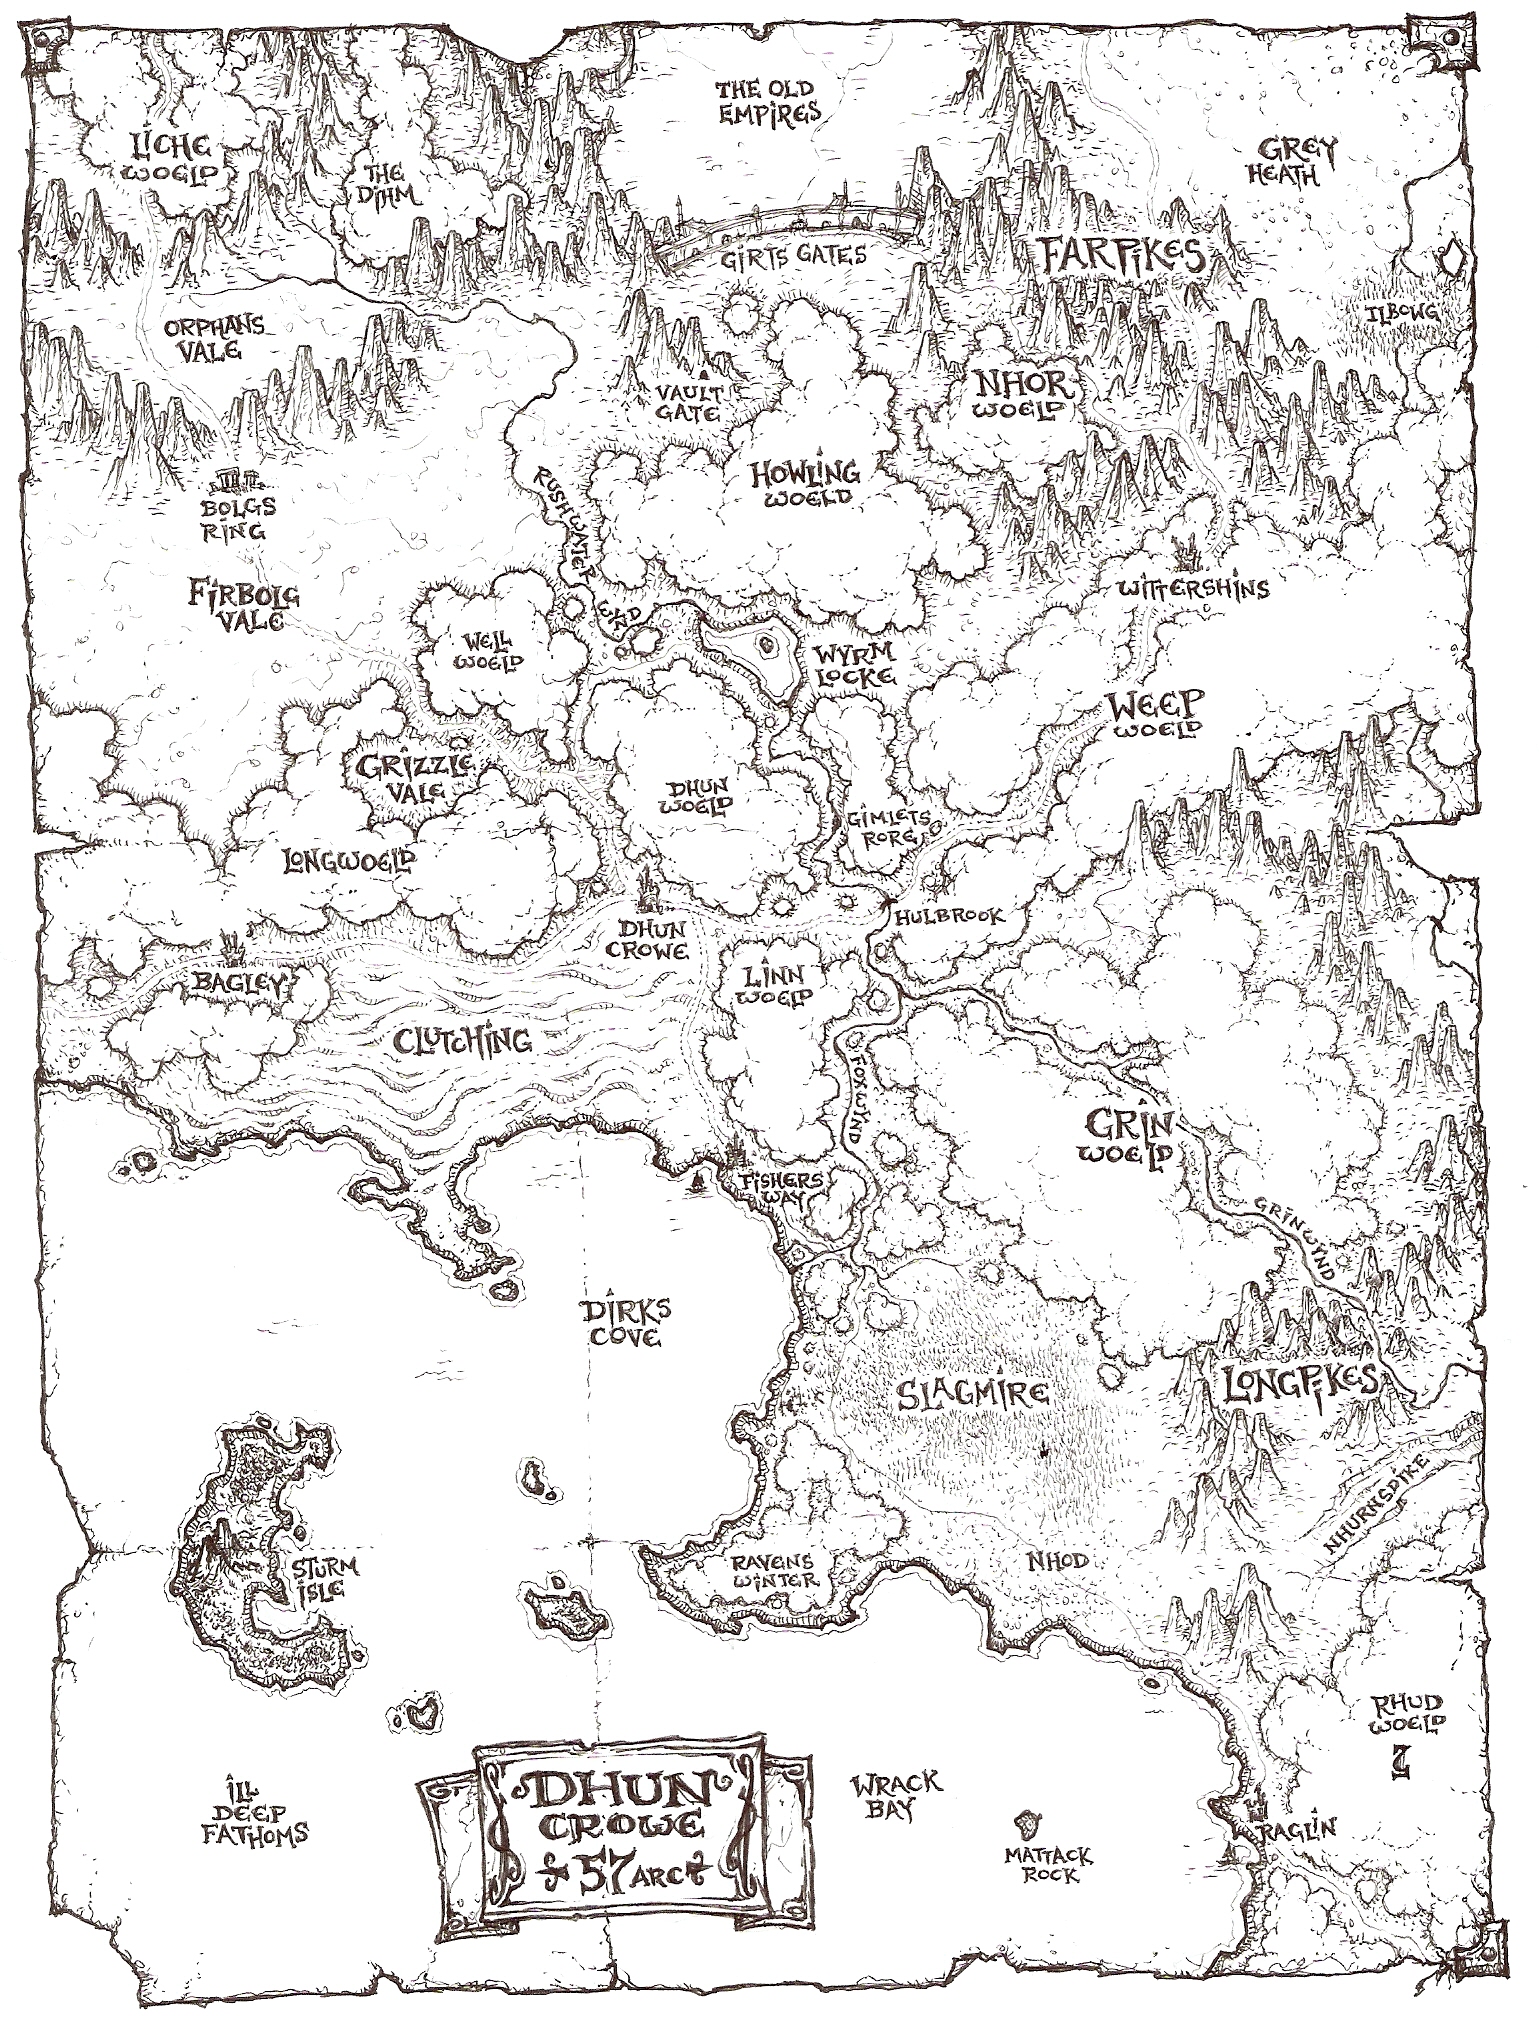 THE OLD
EMPIRES
LICHE
WOELD
THE
DIHM
GREY
HEATH
GIRTS GATES
FARPIKES
ILBOWG
ORPHANS
VALE
VAULT
GATE
NHOR
WOELD
HOWLING
WOELD
BOLGS
RING
RUSHWATER
FIRBOLG
VALE
WITTERSHINS
ELND
WELL
WOELD
WYRM
LOCKE
WEEP
WOELD
GRIZZLE
VALE
DHUN
WOELD
GIMLETS
RORE
LONGWOELD
HULBROOK
DHUN
CROWE
BAGLEY
LINN
WOELD
CLUTCHING
FOXWYND
GRIN
WOELD
FISHERS
WAY
GRINWYND
DIRKS
COVE
SLAGMIRE
LONGPIKES
NHURNSDIKE
STURM
ISLE
RAVENS
WINTER
NHOD
RHUD
WOELD
ILL
DEEP
FATHOMS
DHUN
CROWE
57 ARC
WRACK
BAY
MATTACK
ROCK
RAGLIN